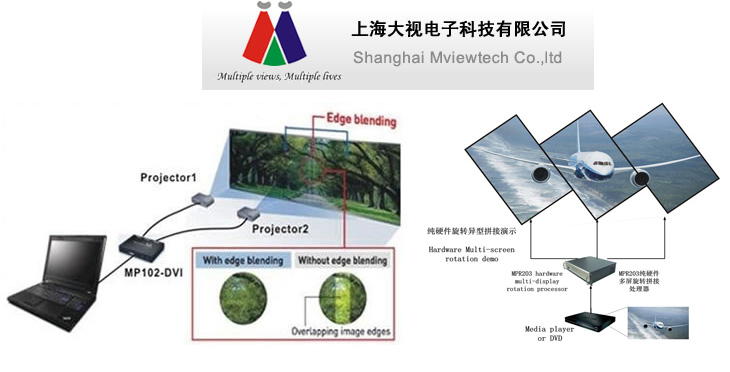 上海大视电子科技有限公司
Shanghai Mviewtech Co.,ltd
Multiple views, Multiple lives
Edge blending
Projector1
Projector2
MP102-DVI
With edge blending
Without edge blending
Overlapping image edges
纯硬件旋转异型拼接演示
Hardware Multi-screen
rotation demo
MPR203 hardware
multi-display
rotation processor
MPR203纯硬件
多屏旋转拼接
处理器
Media player
or DVD